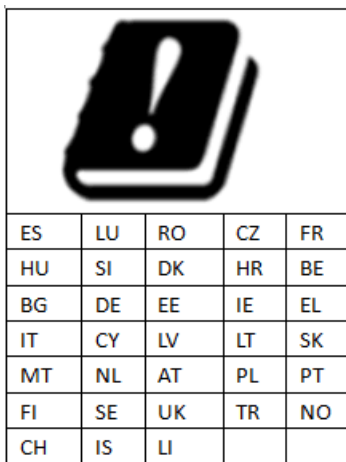 ES LU RO CZ FR
HU SI DK HR BE
BG DE EE IE EL
IT CY LV LT SK
MT NL AT PL PT
FI SE UK TR NO
CH IS LI